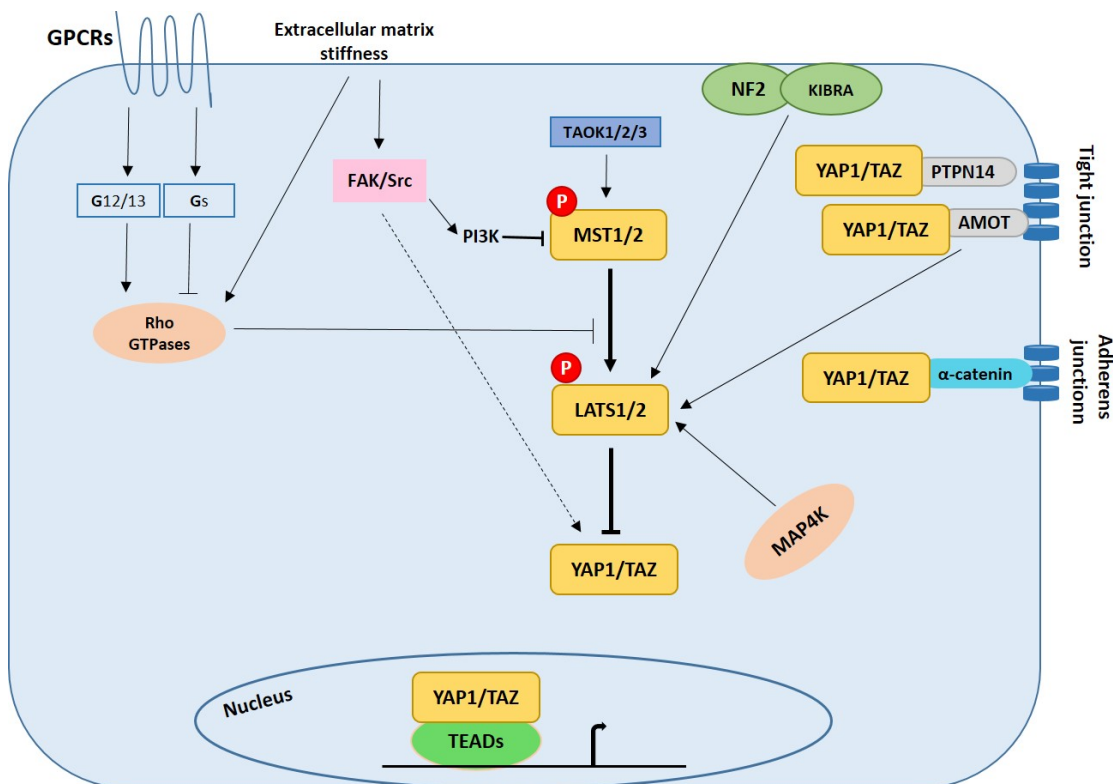 GPCRs
Extracellular matrix
stiffness
NF2
KIBRA
TAOK1/2/3
YAP1/TAZ
PTPN14
Tight junction
FAK/Src
P
G12/13
Gs
PI3K
MST1/2
YAP1/TAZ
AMOT
Rho
GTPases
P
YAP1/TAZ
α-catenin
Adherens
junctionn
LATS1/2
MAP4K
YAP1/TAZ
Nucleus
YAP1/TAZ
TEADs